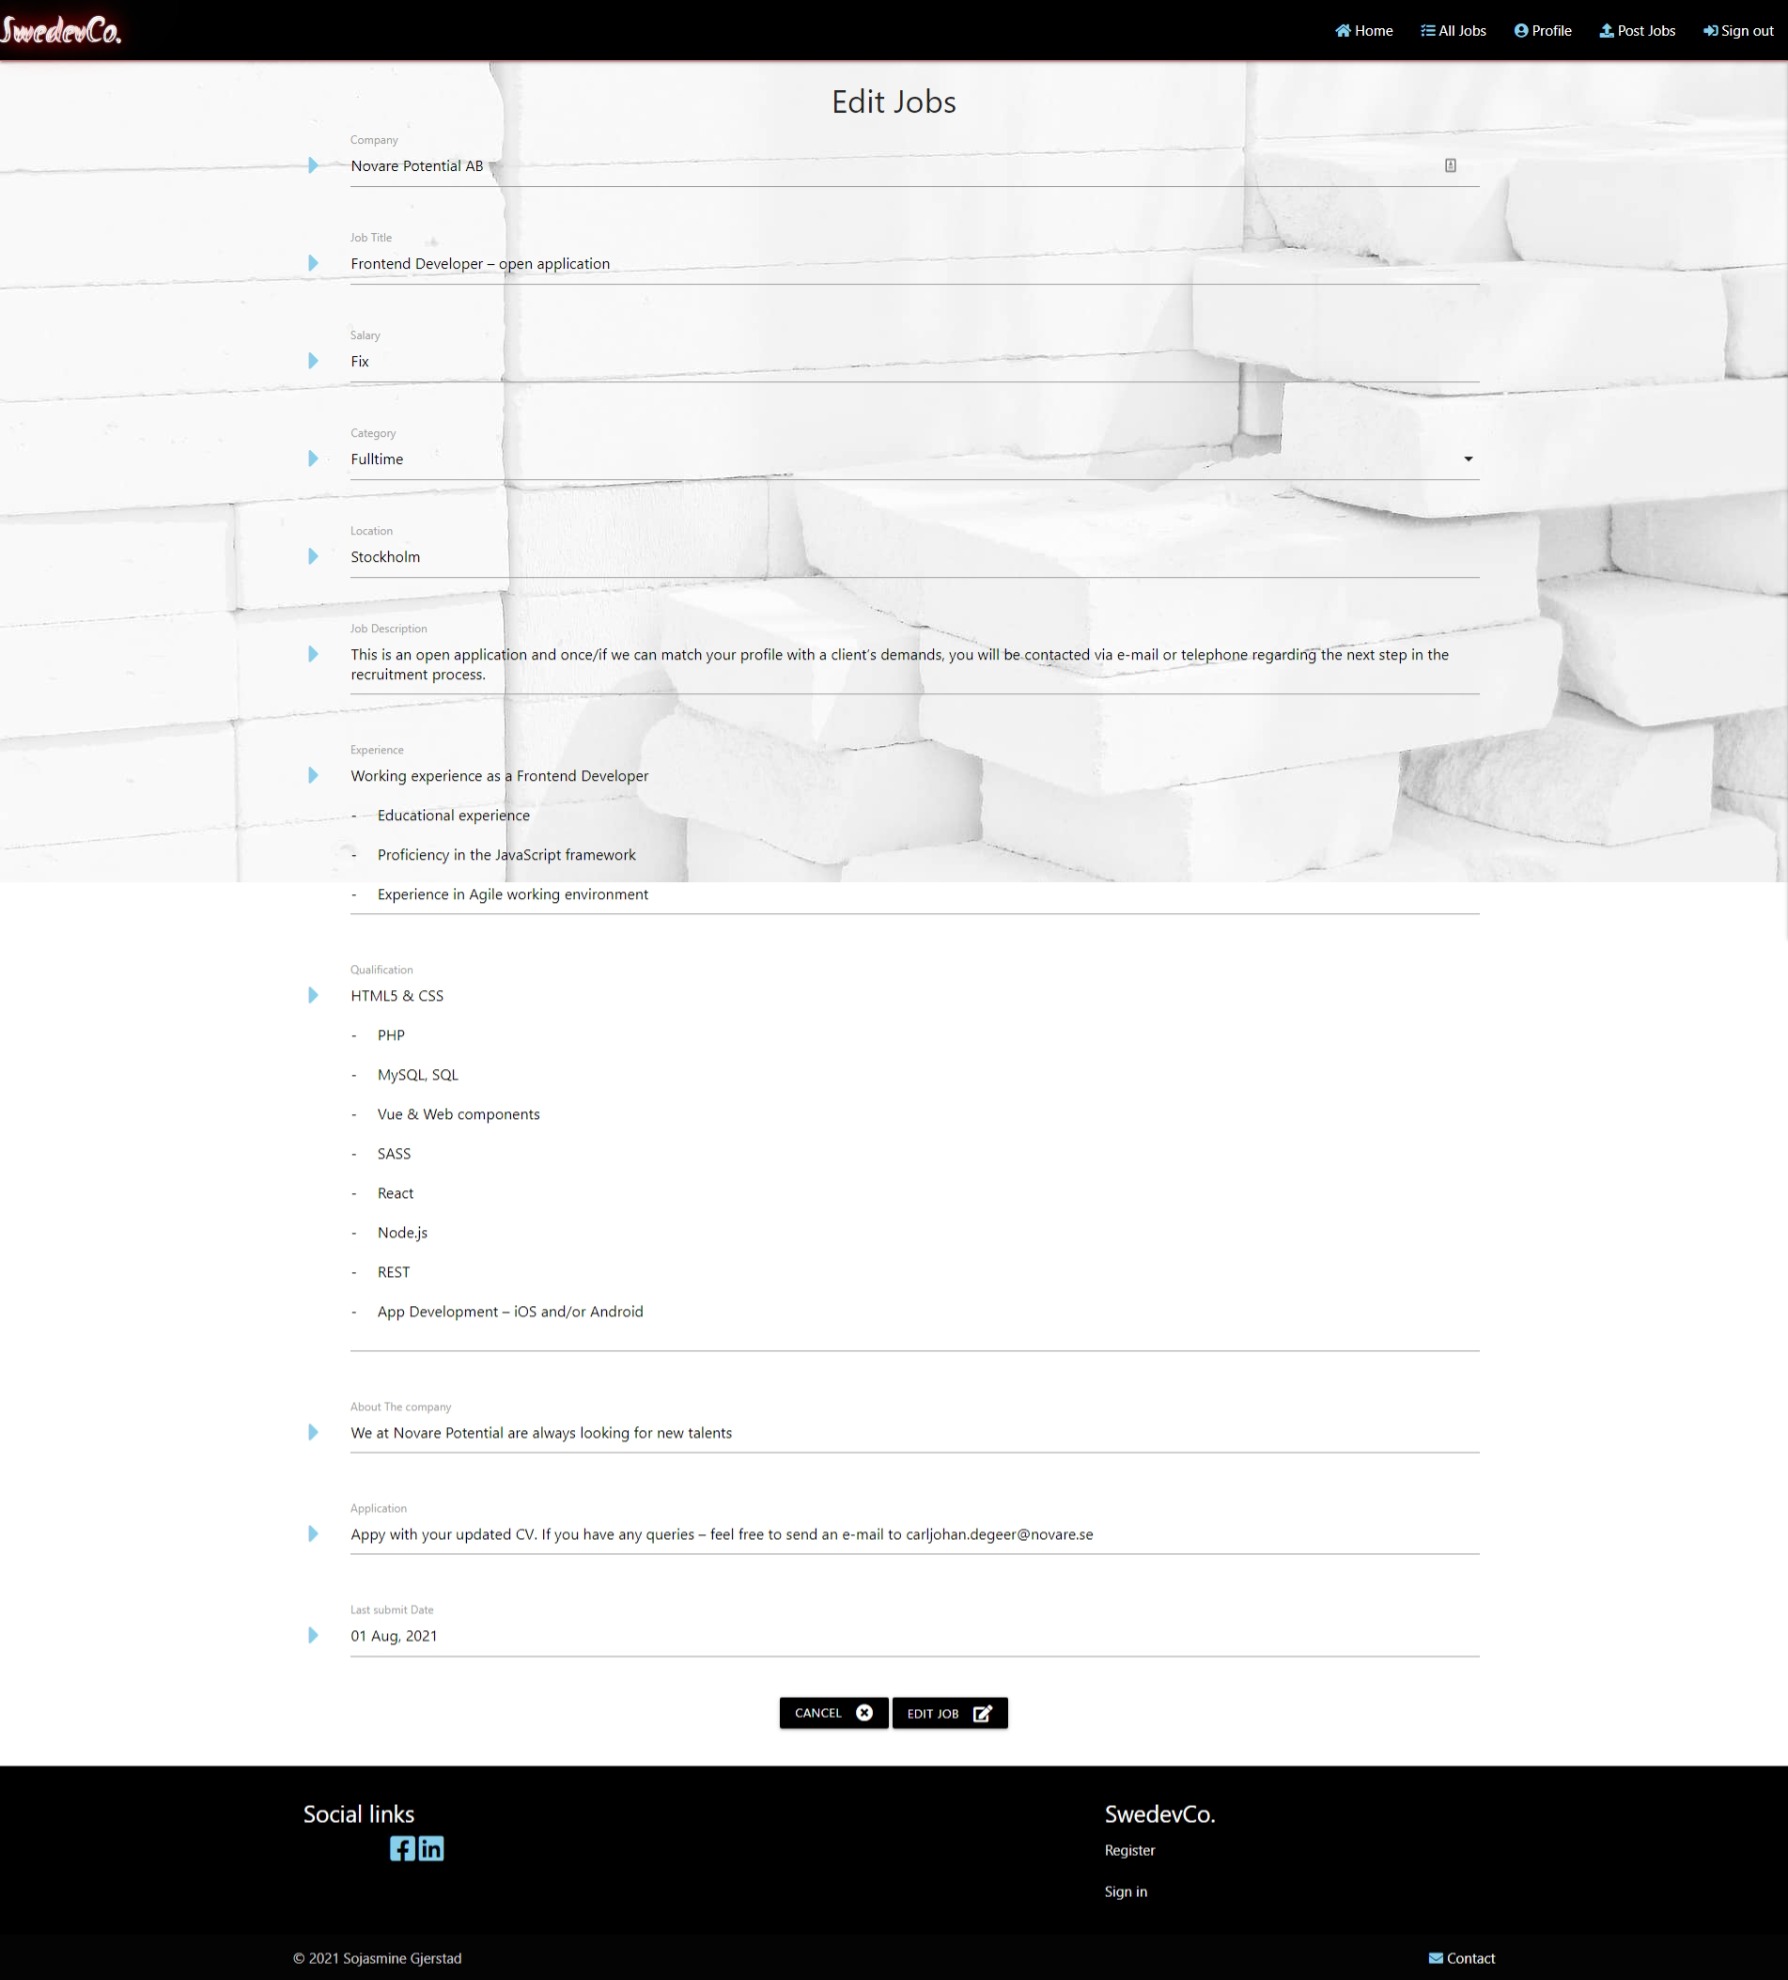 SwedevCo.
Home
All Jobs
Profile
Post Jobs
Sign out
Edit Jobs
Company
Novare Potential AB
Job Title
Frontend Developer – open application
Salary
Fix
Category
Fulltime
Location
Stockholm
Job Description
This is an open application and once/if we can match your profile with a client’s demands, you will be contacted via e-mail or telephone regarding the next step in the
recruitment process.
Experience
Working experience as a Frontend Developer
- Educational experience
- Proficiency in the JavaScript framework
- Experience in Agile working environment
Qualification
HTML5 & CSS
- PHP
- MySQL, SQL
- Vue & Web components
- SASS
- React
- Node.js
- REST
- App Development – iOS and/or Android
About The company
We at Novare Potential are always looking for new talents
Application
Appy with your updated CV. If you have any queries – feel free to send an e-mail to carljohan.degeer@novare.se
Last submit Date
01 Aug, 2021
CANCEL
EDIT JOB
Social links
SwedevCo.
Register
Sign in
© 2021 Sojasmine Gjerstad
Contact